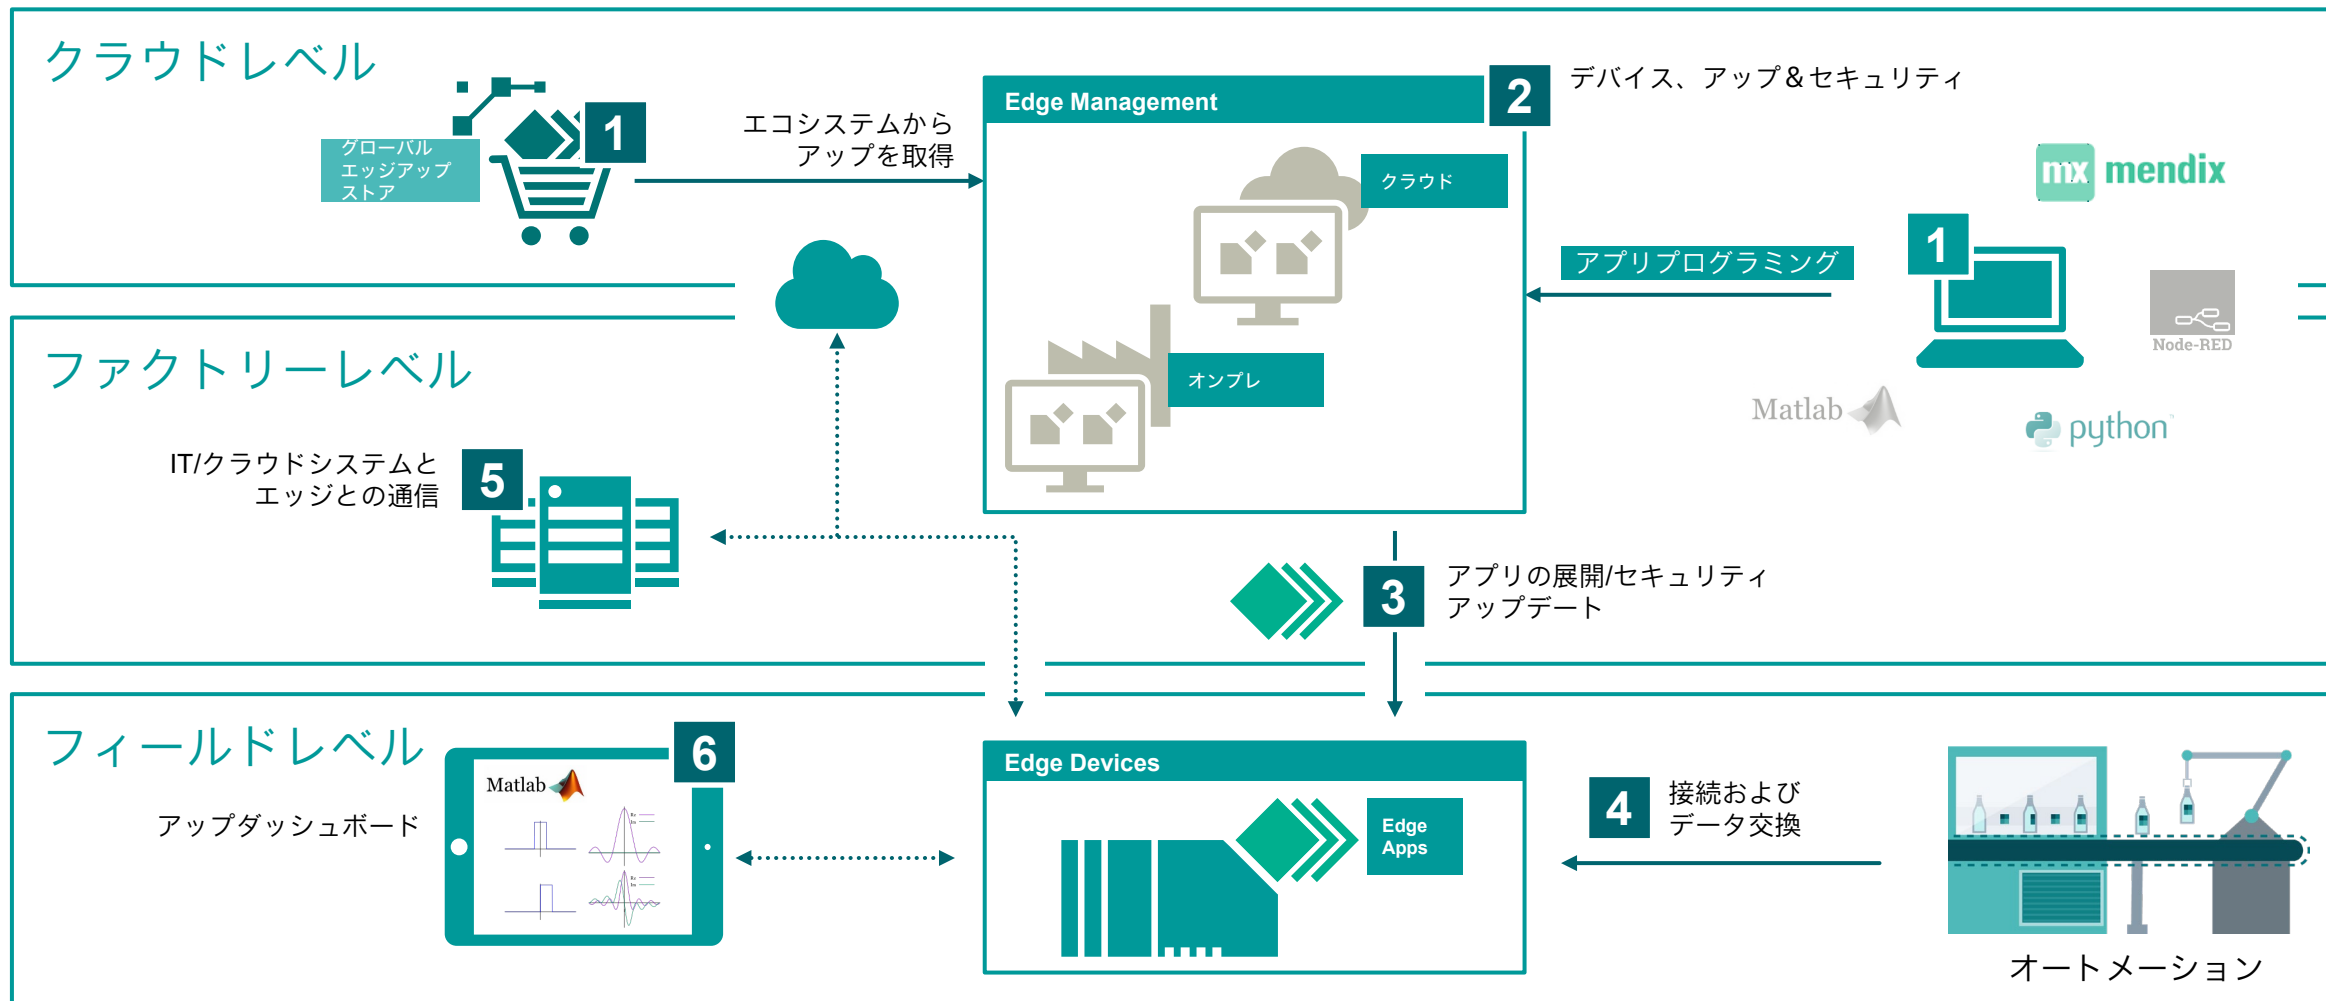 クラウドレベル
グローバル
エッジアップ
ストア
1
エコシステムから
アップを取得
Edge Management
2
デバイス、アップ&セキュリティ
クラウド
オンプレ
mx mendix
アプリプログラミング
1
Node-RED
Matlab
python
ファクトリーレベル
IT/クラウドシステムと
エッジとの通信
5
3
アプリの展開/セキュリティ
アップデート
フィールドレベル
アップダッシュボード
6
Matlab
Re
Im
Re
Im
Edge Devices
Edge
Apps
4
接続および
データ交換
オートメーション